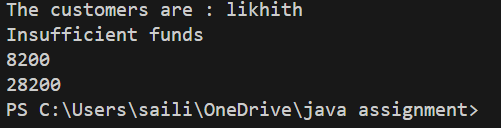 The customers are : likhith
Insufficient funds
8200
28200
PS C:\Users\saili\OneDrive\java assignment>